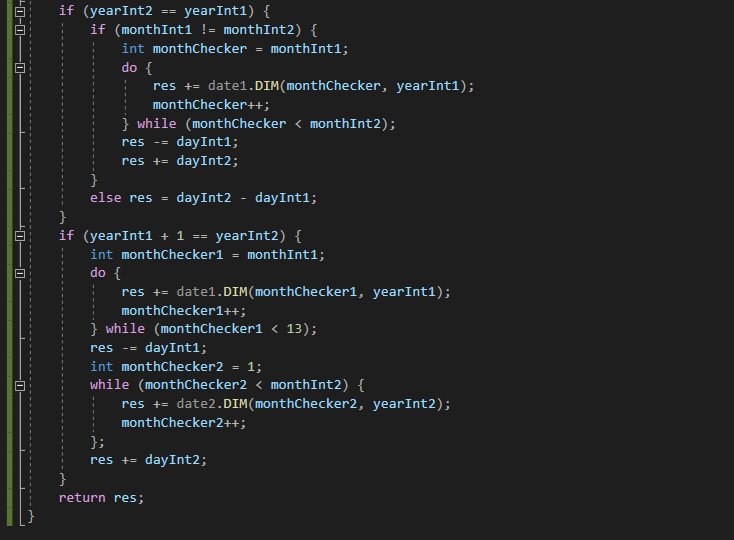 if (yearInt2 == yearInt1) {
if (monthInt1 != monthInt2) {
int monthChecker = monthInt1;
do {
res += date1.DIM(monthChecker, yearInt1);
monthChecker++;
} while (monthChecker < monthInt2);
res -= dayInt1;
res += dayInt2;
}
else res = dayInt2 - dayInt1;
}
if (yearInt1 + 1 == yearInt2) {
int monthChecker1 = monthInt1;
do {
res += date1.DIM(monthChecker1, yearInt1);
monthChecker1++;
} while (monthChecker1 < 13);
res -= dayInt1;
int monthChecker2 = 1;
while (monthChecker2 < monthInt2) {
res += date2.DIM(monthChecker2, yearInt2);
monthChecker2++;
};
res += dayInt2;
}
return res;
}